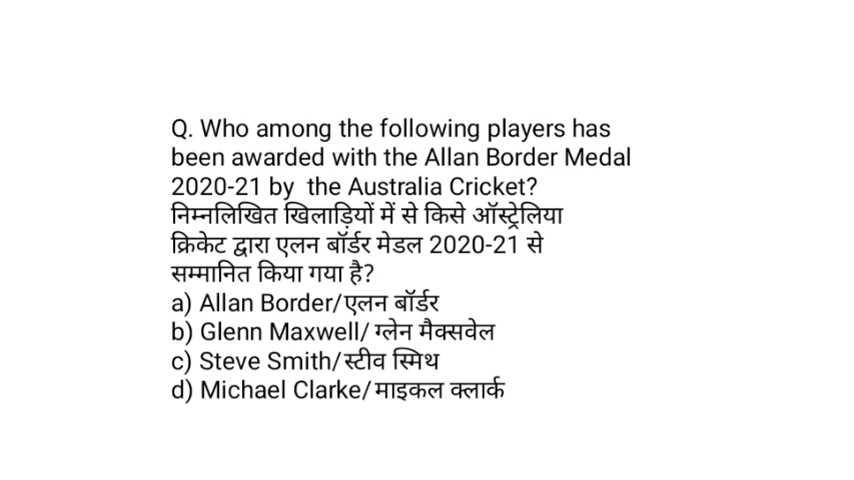 Q. Who among the following players has
been awarded with the Allan Border Medal
2020-21 by  the Australia Cricket?
निम्नलिखित खिलाड़ियों में से किसे ऑस्ट्रेलिया
क्रिकेट द्वारा एलन बॉर्डर मेडल 2020-21 से
सम्मानित किया गया है?
a) Allan Border/एलन बॉर्डर
b) Glenn Maxwell/ ग्लेन मैक्सवेल
c) Steve Smith/स्टीव स्मिथ
d) Michael Clarke/माइकल क्लार्क